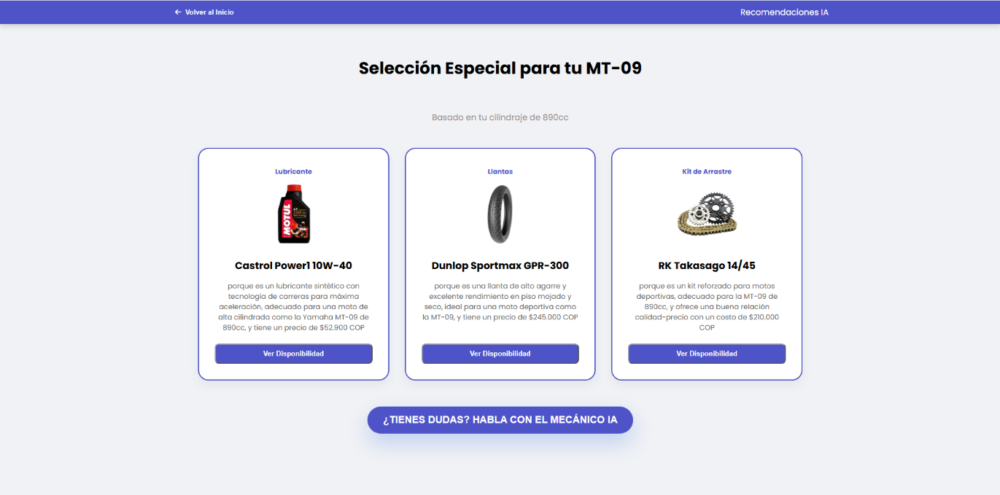 Volver al Inicio
Recomendaciones IA
Selección Especial para tu MT-09
Basado en tu cilindraje de 890cc
Lubricante
MOTUL
Castrol Power1 10W-40
porque es un lubricante sintético con
tecnología de carreras para máxima
aceleración, adecuado para una moto de
alta cilindrada como la Yamaha MT-09 de
890cc, y tiene un precio de $52.900 COP
Ver Disponibilidad
Llantas
Dunlop Sportmax GPR-300
porque es una llanta de alto agarre y
excelente rendimiento en piso mojado y
seco, ideal para una moto deportiva como
la MT-09, y tiene un precio de $245.000 COP
Ver Disponibilidad
Kit de Arrastre
RK Takasago 14/45
porque es un kit reforzado para motos
deportivas, adecuado para la MT-09 de
890cc, y ofrece una buena relación
calidad-precio con un costo de $210.000
COP
Ver Disponibilidad
¿TIENES DUDAS? HABLA CON EL MECÁNICO IA